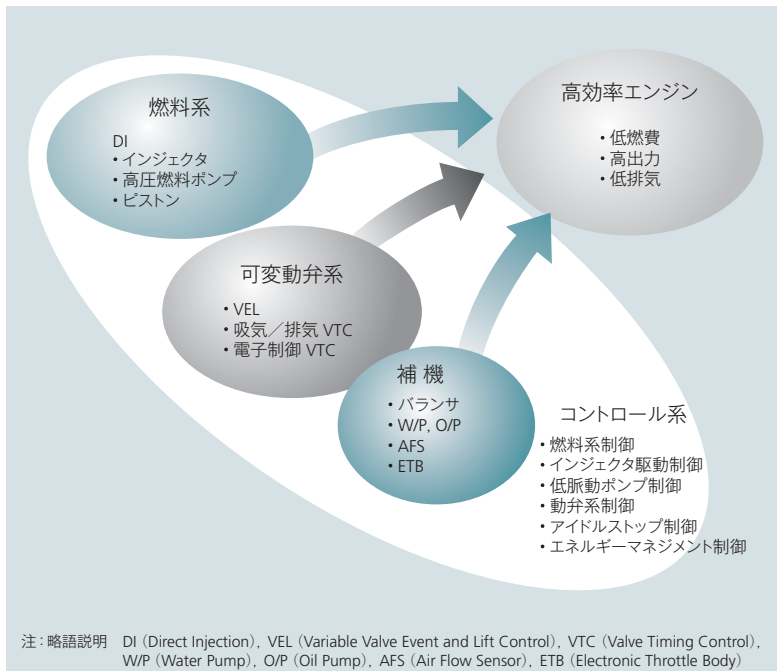 燃料系
DI
・インジェクタ
・高圧燃料ポンプ
・ピストン
高効率エンジン
・低燃費
・高出力
・低排気
可変動弁系
・VEL
・吸気／排気 VTC
・電子制御 VTC
補 機
・バランサ
・W/P, O/P
・AFS
・ETB
コントロール系
・燃料系制御
・インジェクタ駆動制御
・低脈動ポンプ制御
・動弁系制御
・アイドルストップ制御
・エネルギーマネジメント制御
注：略語説明　DI（Direct Injection），VEL（Variable Valve Event and Lift Control），VTC（Valve Timing Control），
W/P（Water Pump），O/P（Oil Pump），AFS（Air Flow Sensor），ETB（Electronic Throttle Body）